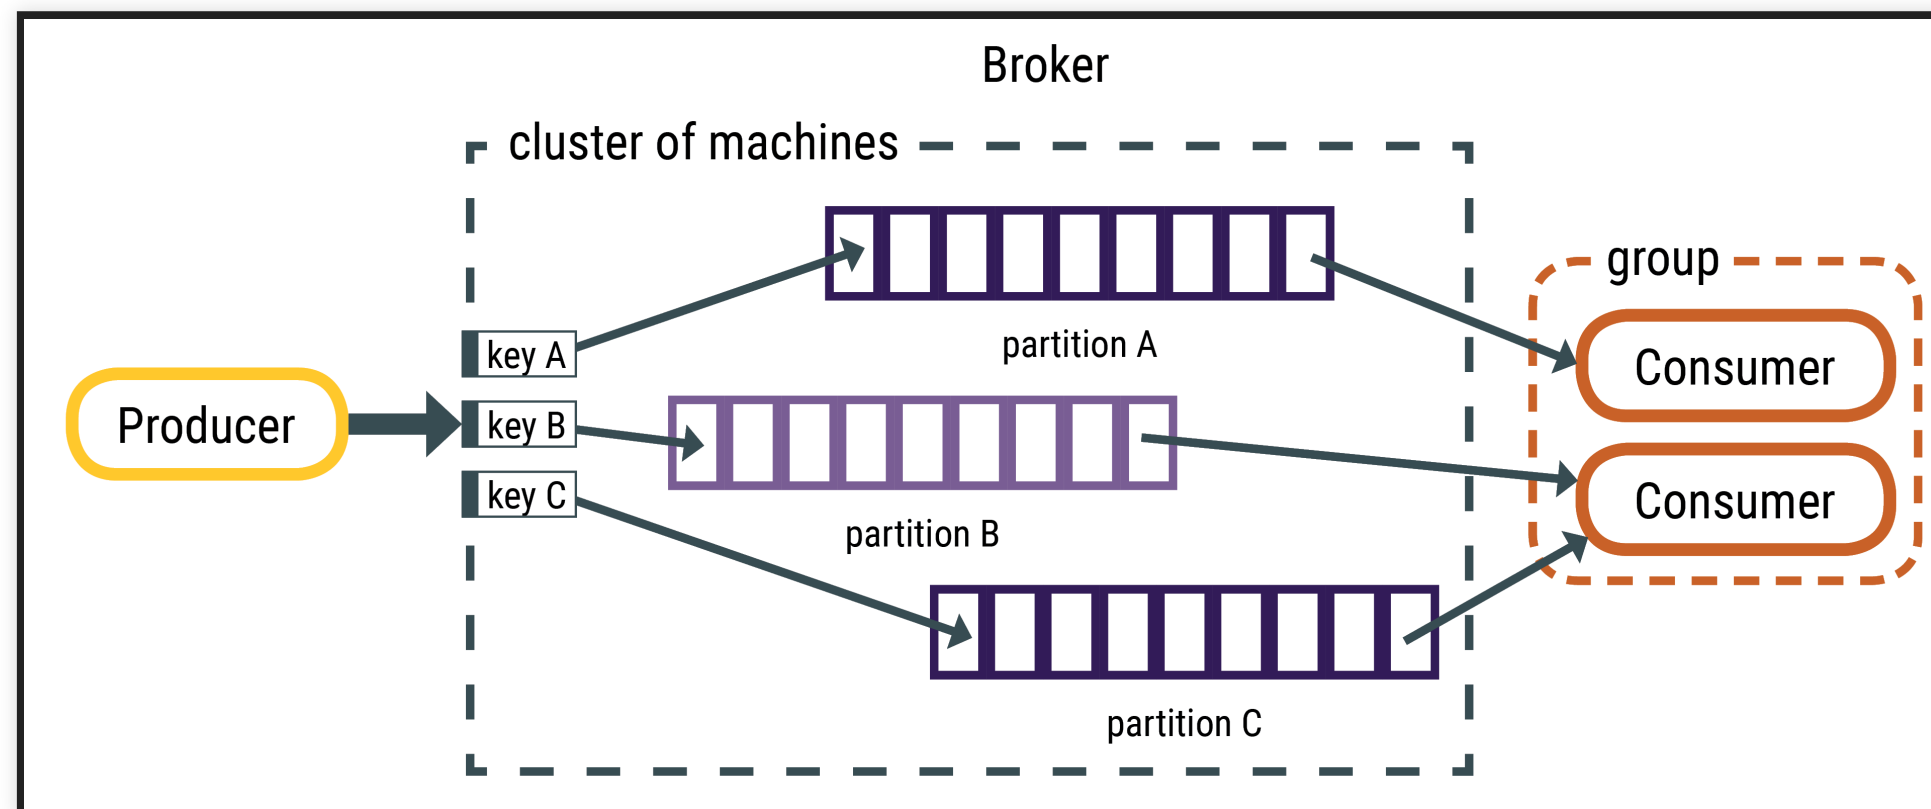 Broker
cluster of machines
group
key A
partition A
Consumer
Producer
key B
key C
Consumer
partition B
partition C